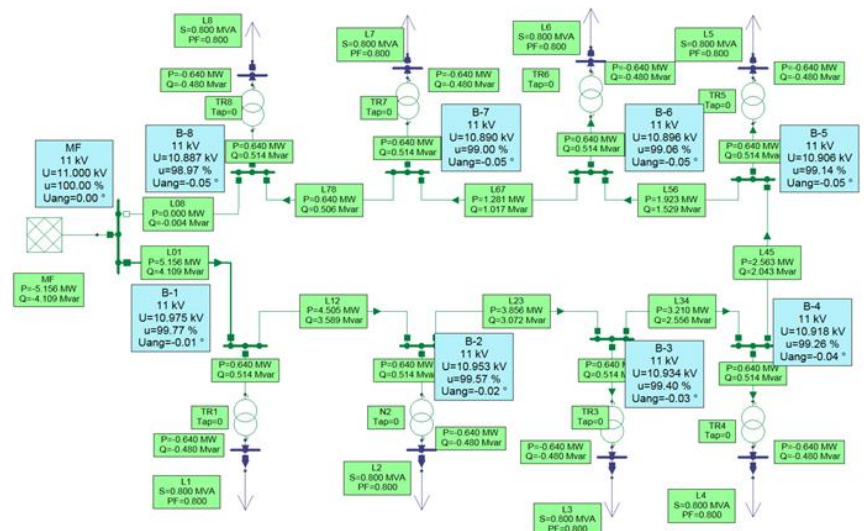 L8
S=0.800 MVA
PF=0.800
L7
S=0.800 MVA
PF=0.800
L6
S=0.800 MVA
PF=0.800
L5
S=0.800 MVA
PF=0.800
P=-0.640 MW
Q=-0.480 Mvar
P=-0.640 MW
Q=-0.480 Mvar
P=-0.640 MW
Q=-0.480 Mvar
P=-0.640 MW
Q=-0.480 Mvar
TR8
Tap=0
TR7
Tap=0
TR6
Tap=0
TR5
Tap=0
MF
11 kV
U=11.000 kV
u=100.00 %
Uang=0.00 °
B-8
11 kV
U=10.887 kV
u=98.97 %
Uang=-0.05 °
P=0.640 MW
Q=0.514 Mvar
B-7
11 kV
U=10.890 kV
u=99.00 %
Uang=-0.05 °
P=0.640 MW
Q=0.514 Mvar
B-6
11 kV
U=10.896 kV
u=99.06 %
Uang=-0.05 °
P=0.640 MW
Q=0.514 Mvar
B-5
11 kV
U=10.906 kV
u=99.14 %
Uang=-0.05 °
P=0.640 MW
Q=0.514 Mvar
L08
P=0.000 MW
Q=-0.004 Mvar
L78
P=0.640 MW
Q=0.506 Mvar
L67
P=1.281 MW
Q=1.017 Mvar
L56
P=1.923 MW
Q=1.529 Mvar
L01
P=5.156 MW
Q=4.109 Mvar
L45
P=2.563 MW
Q=2.043 Mvar
MF
P=-5.156 MW
Q=-4.109 Mvar
B-1
11 kV
U=10.975 kV
u=99.77 %
Uang=-0.01 °
L12
P=4.505 MW
Q=3.589 Mvar
L23
P=3.856 MW
Q=3.072 Mvar
L34
P=3.210 MW
Q=2.556 Mvar
B-4
11 kV
U=10.918 kV
u=99.26 %
Uang=-0.04 °
B-2
11 kV
U=10.953 kV
u=99.57 %
Uang=-0.02 °
B-3
11 kV
U=10.934 kV
u=99.40 %
Uang=-0.03 °
P=0.640 MW
Q=0.514 Mvar
P=0.640
Q=0.514
P=0.640 MW
Q=0.514
P=0.640 MW
Q=0.514 Mvar
TR1
Tap=0
N2
Tap=0
TR3
Tap=0
TR4
Tap=0
P=-0.640 MW
Q=-0.480 Mvar
P=-0.640 MW
Q=-0.480 Mvar
P=-0.640 MW
Q=-0.480 Mvar
P=-0.640 MW
Q=-0.480 Mvar
L1
S=0.800 MVA
PF=0.800
L2
S=0.800 MVA
PF=0.800
L3
S=0.800 MVA
PF=0.800
L4
S=0.800 MVA
PF=0.800